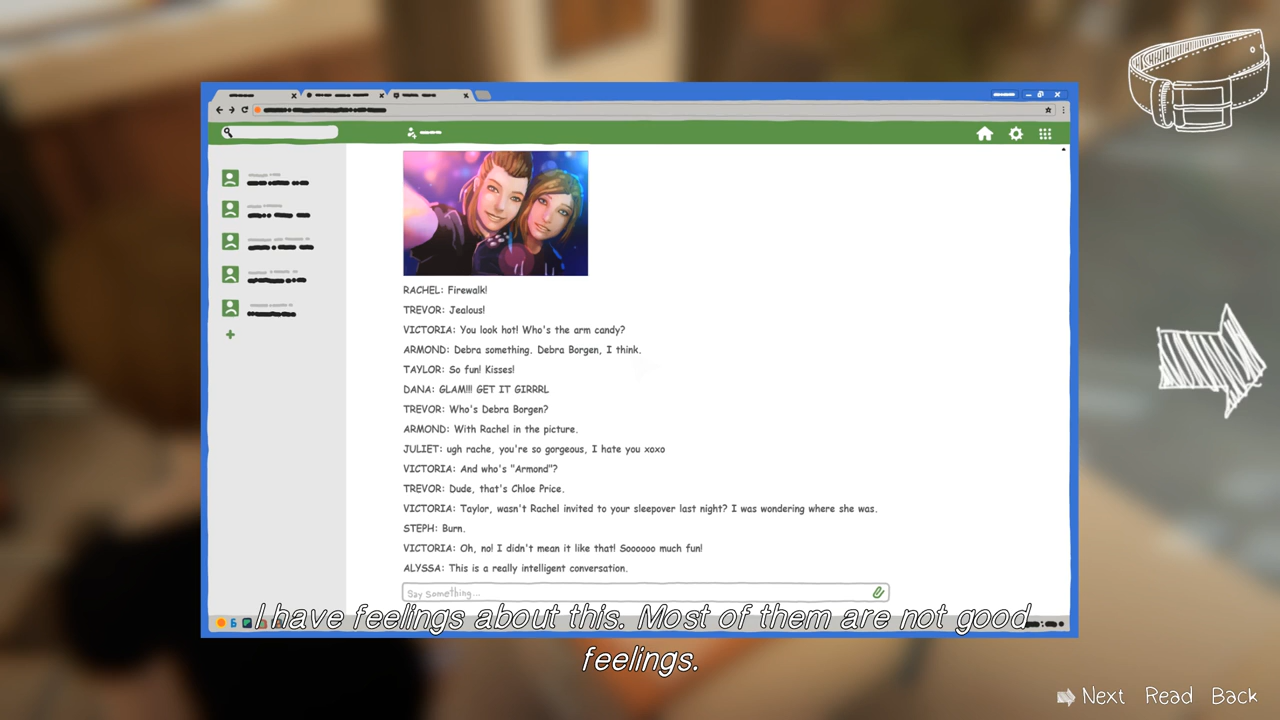 RACHEL: Firewalk!
TREVOR: Jealous!
VICTORIA: You look hot! Who's the arm candy?
ARMOND: Debra something. Debra Borgen, I think.
TAYLOR: So fun! Kisses!
DANA: GLAM!!! GET IT GIRRRL
TREVOR: Who's Debra Borgen?
ARMOND: With Rachel in the picture.
JULIET: ugh rache, you're so gorgeous, I hate you xoxo
VICTORIA: And who's "Armond"?
TREVOR: Dude, that's Chloe Price.
VICTORIA: Taylor, wasn't Rachel invited to your sleepover last night? I was wondering where she was.
STEPH: Burn.
VICTORIA: Oh, no! I didn't mean it like that! Soooooo much fun!
ALYSSA: This is a really intelligent conversation.
Say Something...
I have feelings about this. Most of them are not good
feelings.
Next Read Back